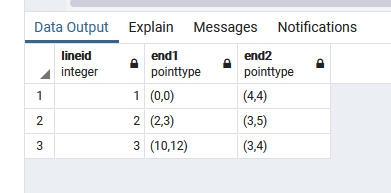 Data Output Explain Messages Notifications
lineid end1 end2
integer pointtype pointtype
1 1 (0,0) (4,4)
2 2 (2,3) (3,5)
3 3 (10,12) (3,4)